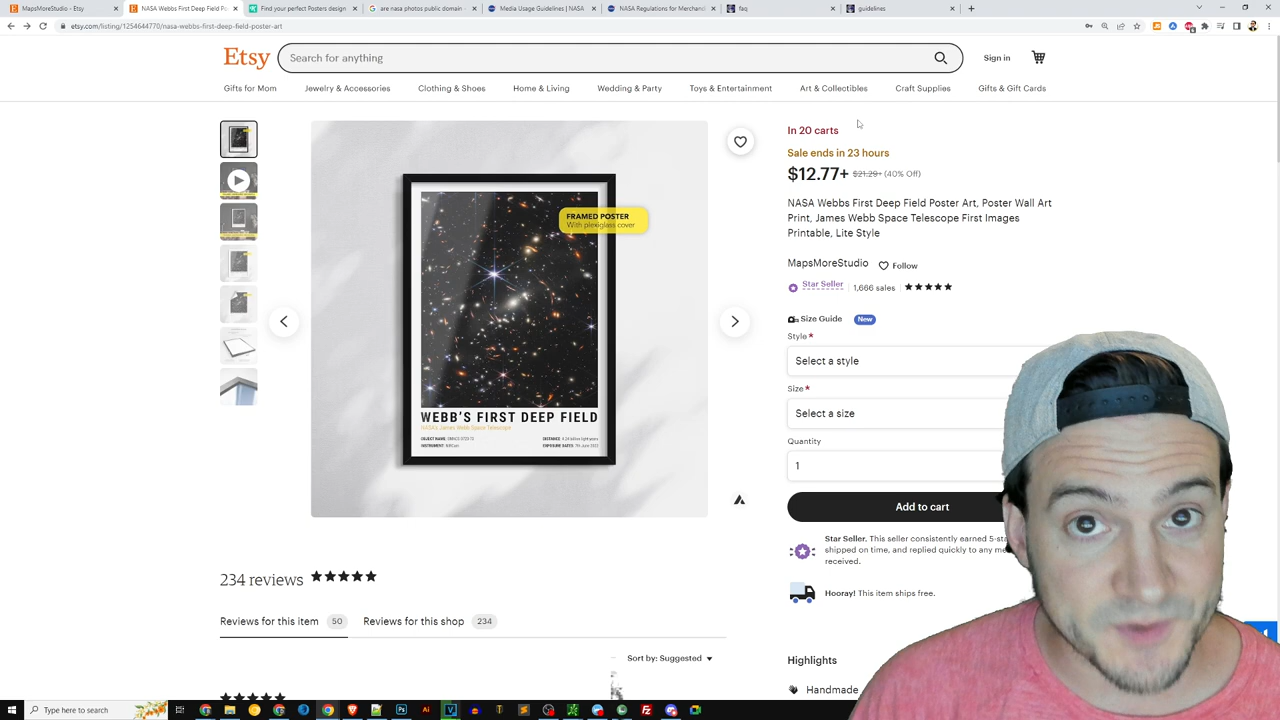 MapsMoreStudio - Etsy
NASA Webbs First Deep Field Po
Find your perfect Posters design
are nasa photos public domain
Media Usage Guidelines | NASA
NASA Regulations for Merchand
faq
guidelines
etsy.com/listing/1254644770/nasa-webbs-first-deep-field-poster-art
Etsy
Search for anything
Sign in
Gifts for Mom
Jewelry & Accessories
Clothing & Shoes
Home & Living
Wedding & Party
Toys & Entertainment
Art & Collectibles
Craft Supplies
Gifts & Gift Cards
FRAMED POSTER
With plexiglass cover
WEBB'S FIRST DEEP FIELD
NASA's James Webb Space Telescope
In 20 carts
Sale ends in 23 hours
$12.77+ $21.29+ (40% Off)
NASA Webbs First Deep Field Poster Art, Poster Wall Art
Print, James Webb Space Telescope First Images
Printable, Lite Style
MapsMoreStudio Follow
Star Seller 1,666 sales
Size Guide New
Style*
Select a style
Size*
Select a size
Quantity
1
Add to cart
Star Seller. This seller consistently earned 5-sta
shipped on time, and replied quickly to any me
received.
Hooray! This item ships free.
Highlights
Handmade
234 reviews
Reviews for this item 50
Reviews for this shop 234
Sort by: Suggested
Type here to search